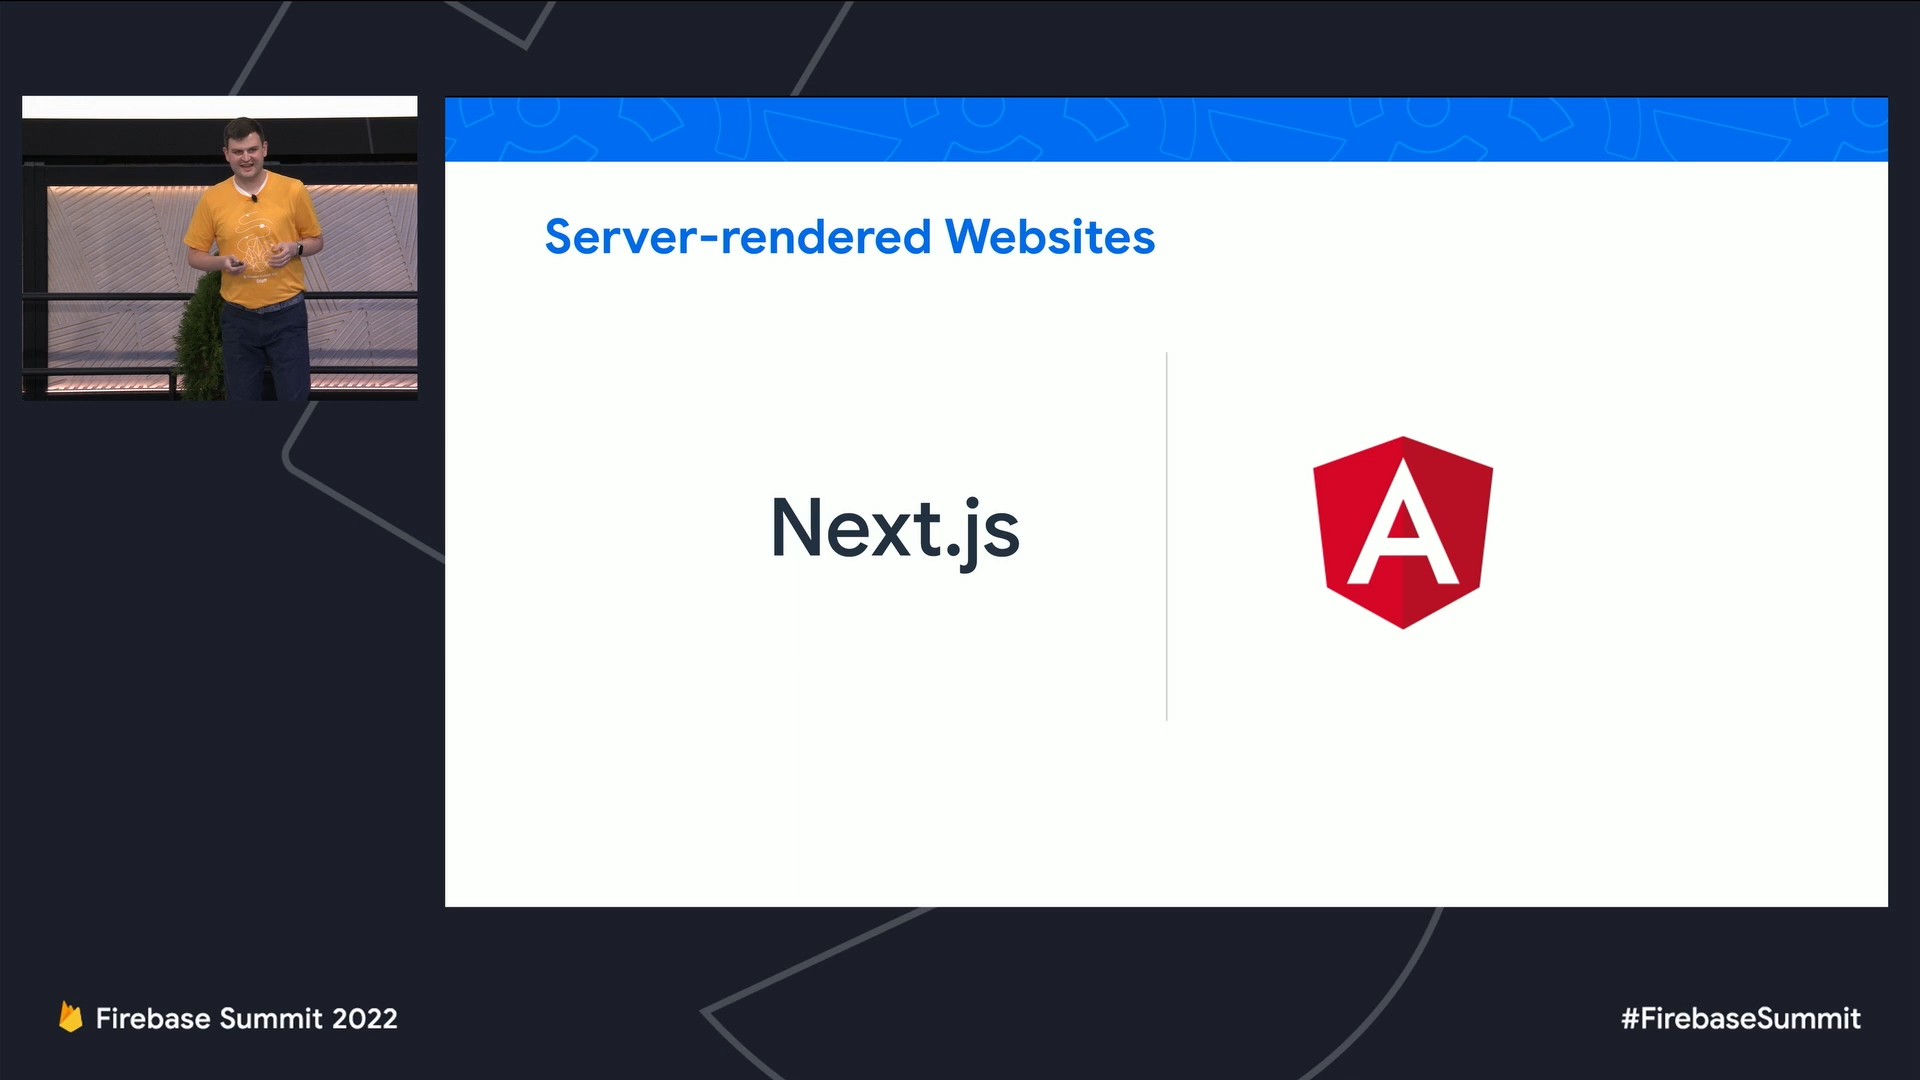 Server-rendered Websites
Next.js
A
Firebase Summit 2022
#FirebaseSummit